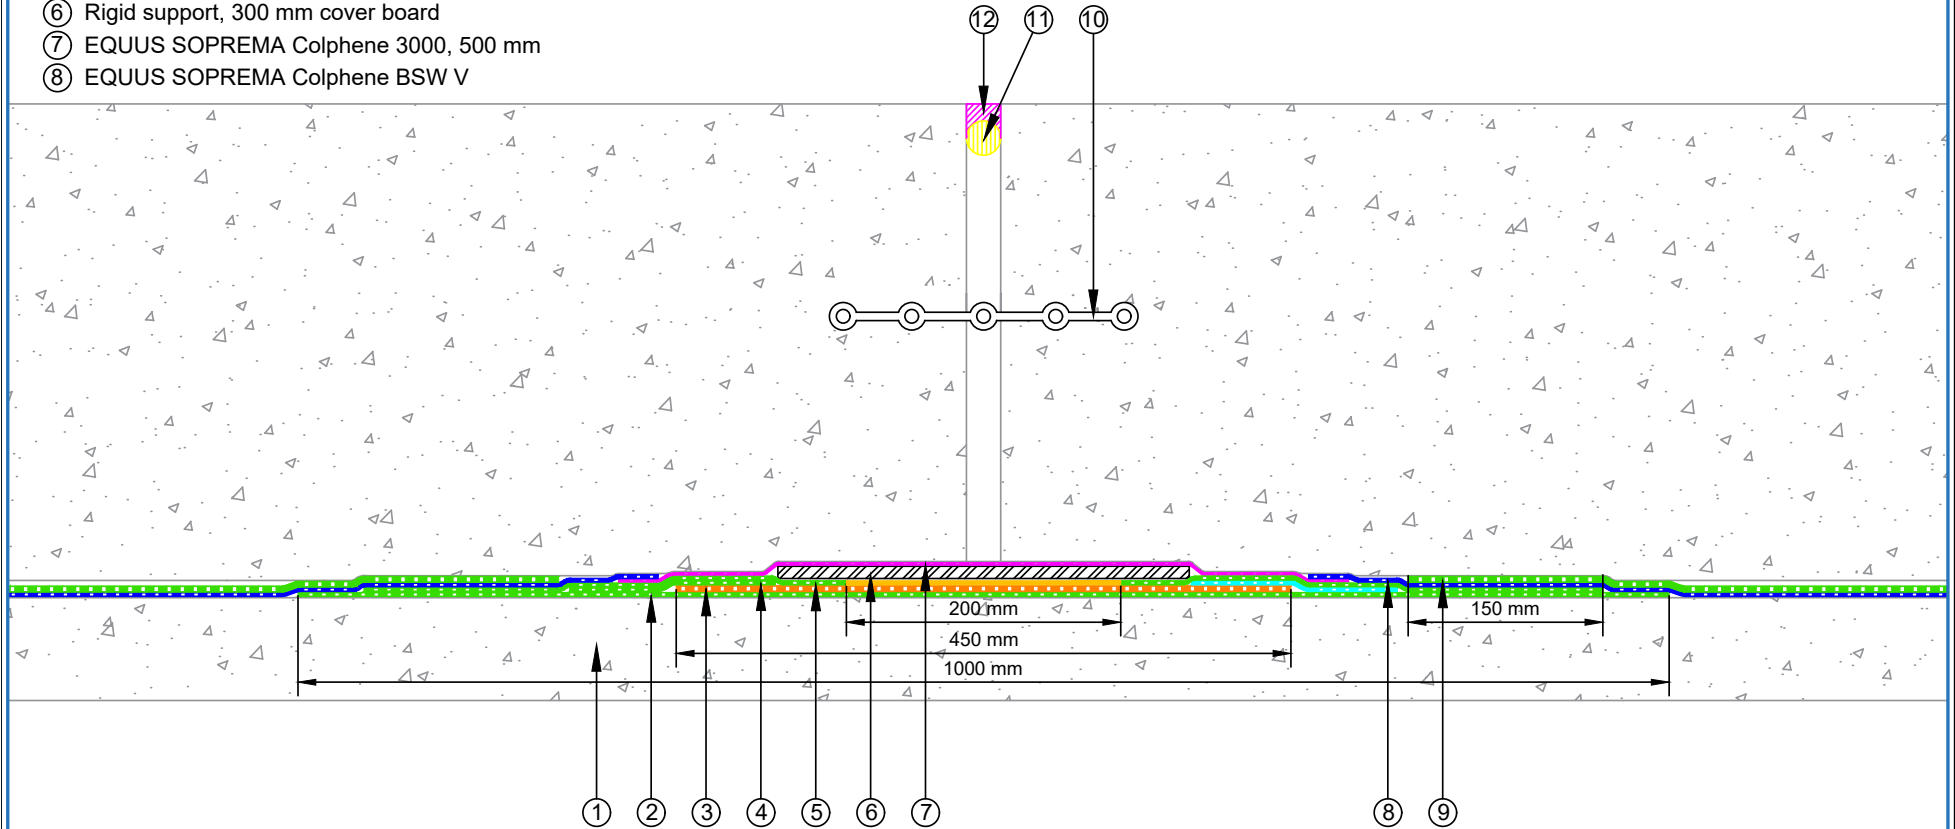 ⑥ Rigid support, 300 mm cover board
⑦ EQUUS SOPREMA Colphene 3000, 500 mm
⑧ EQUUS SOPREMA Colphene BSW V
⑫ ⑪ ⑩
200 mm
150 mm
450 mm
1000 mm
① ② ③ ④ ⑤ ⑥ ⑦ ⑧ ⑨